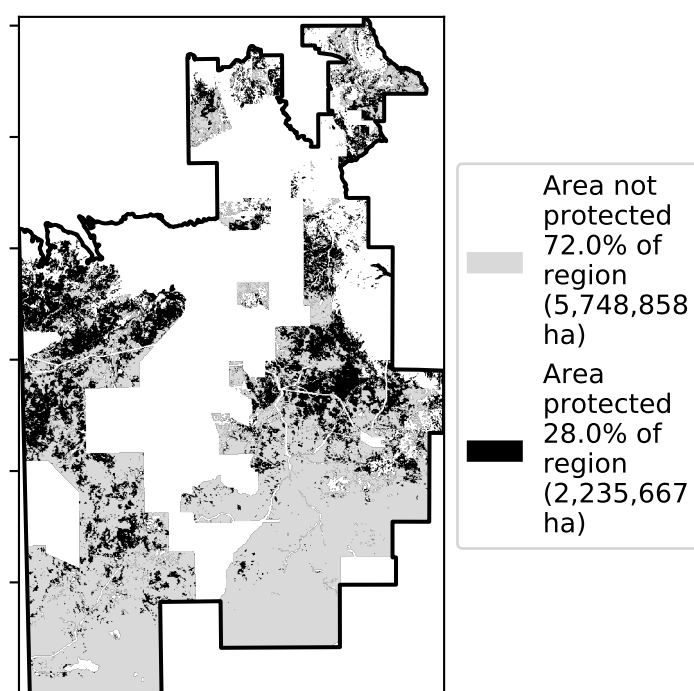 Area not
protected
72.0% of
region
(5,748,858
ha)
Area
protected
28.0% of
region
(2,235,667
ha)